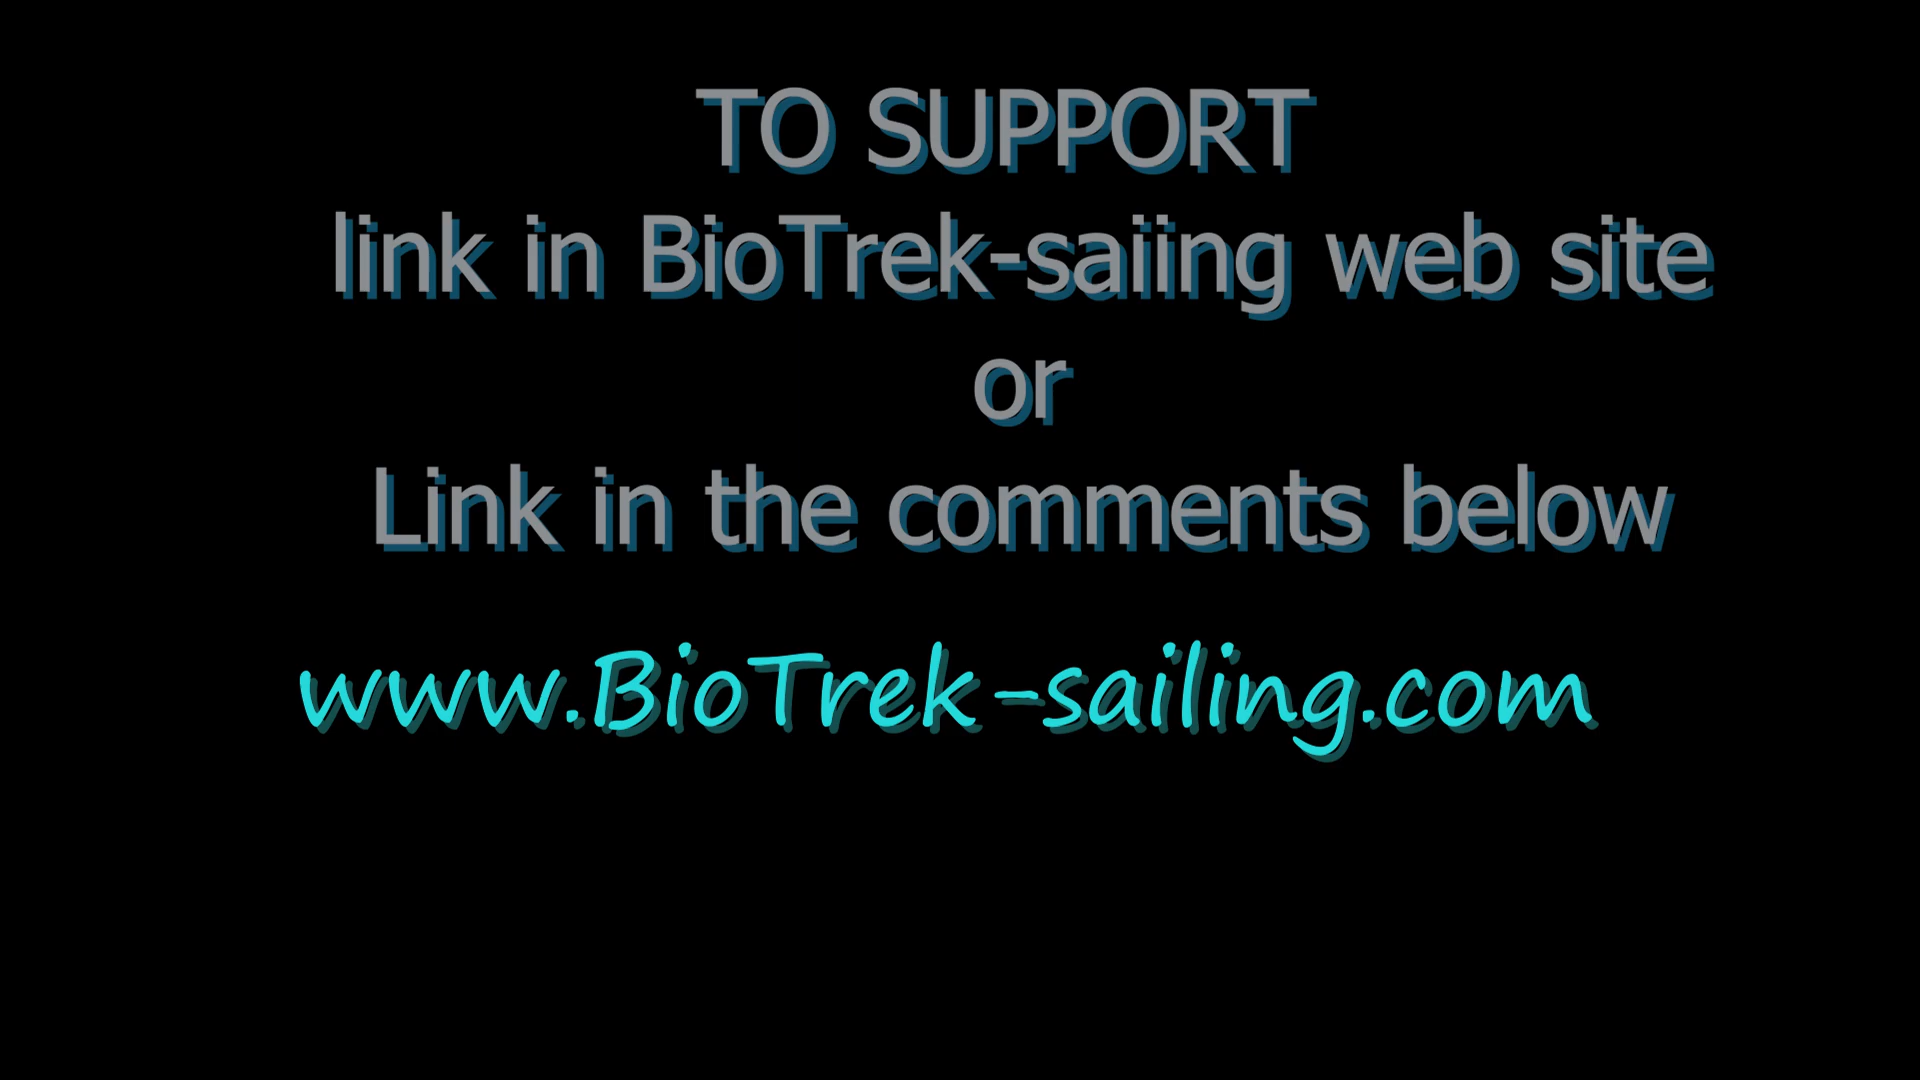 TO SUPPORT
link in BioTrek-saiing web site
or
Link in the comments below
www.BioTrek-sailing.com